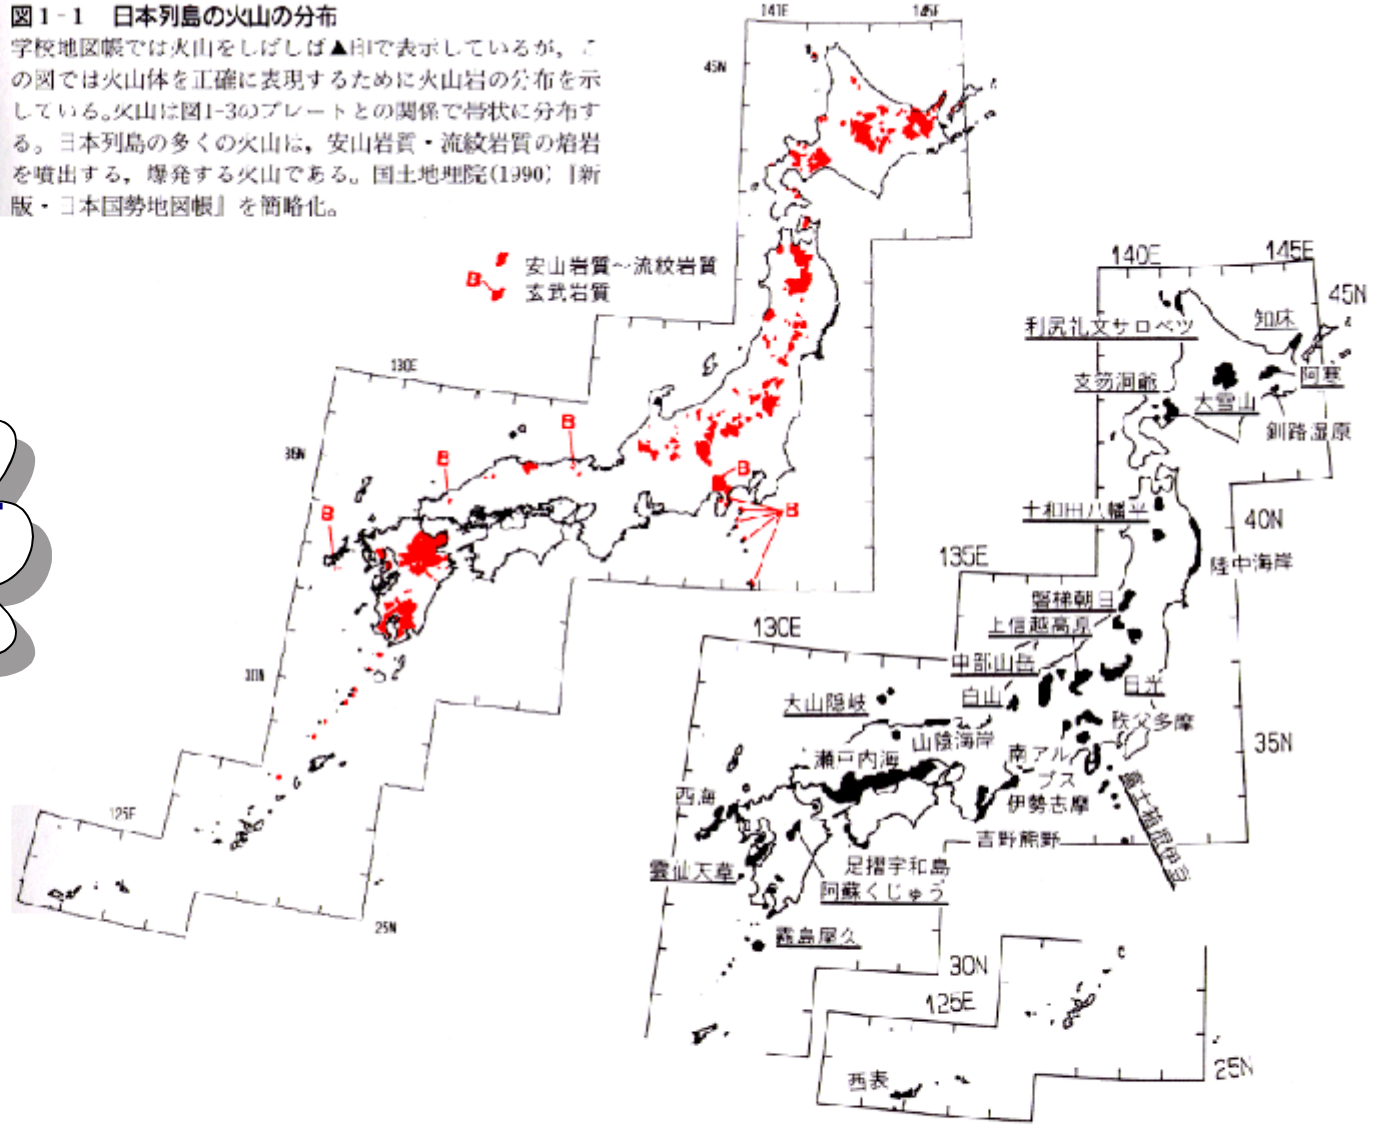 図1-1 日本列島の火山の分布
学校地図帳では火山をしばしば▲印で表示しているが，こ
の図では火山体を正確に表現するために火山岩の分布を示
している。火山は図1-3のプレートとの関係で帯状に分布す
る。日本列島の多くの火山は，安山岩質・流紋岩質の熔岩
を噴出する，爆発する火山である。国土地理院(1990)『新
版・日本国勢地図帳』を簡略化。
141E 145E
45N
安山岩質～流紋岩質
B 玄武岩質
130E
35N
B
B
B
B
B
30N
125E
25N
140E 145E
45N
利尻礼文サロベツ
知床
支笏洞爺
阿寒
大雪山
釧路湿原
十和田八幡平
40N
135E
陸中海岸
磐梯朝日
上信越高原
130E
中部山岳
白山
日光
大山隠岐
秩父多摩
山陰海岸
南アル
プス
35N
瀬戸内海
西海
伊勢志摩
富士箱根伊豆
吉野熊野
雲仙天草
足摺宇和島
阿蘇くじゅう
霧島屋久
30N
125E
西表
25N